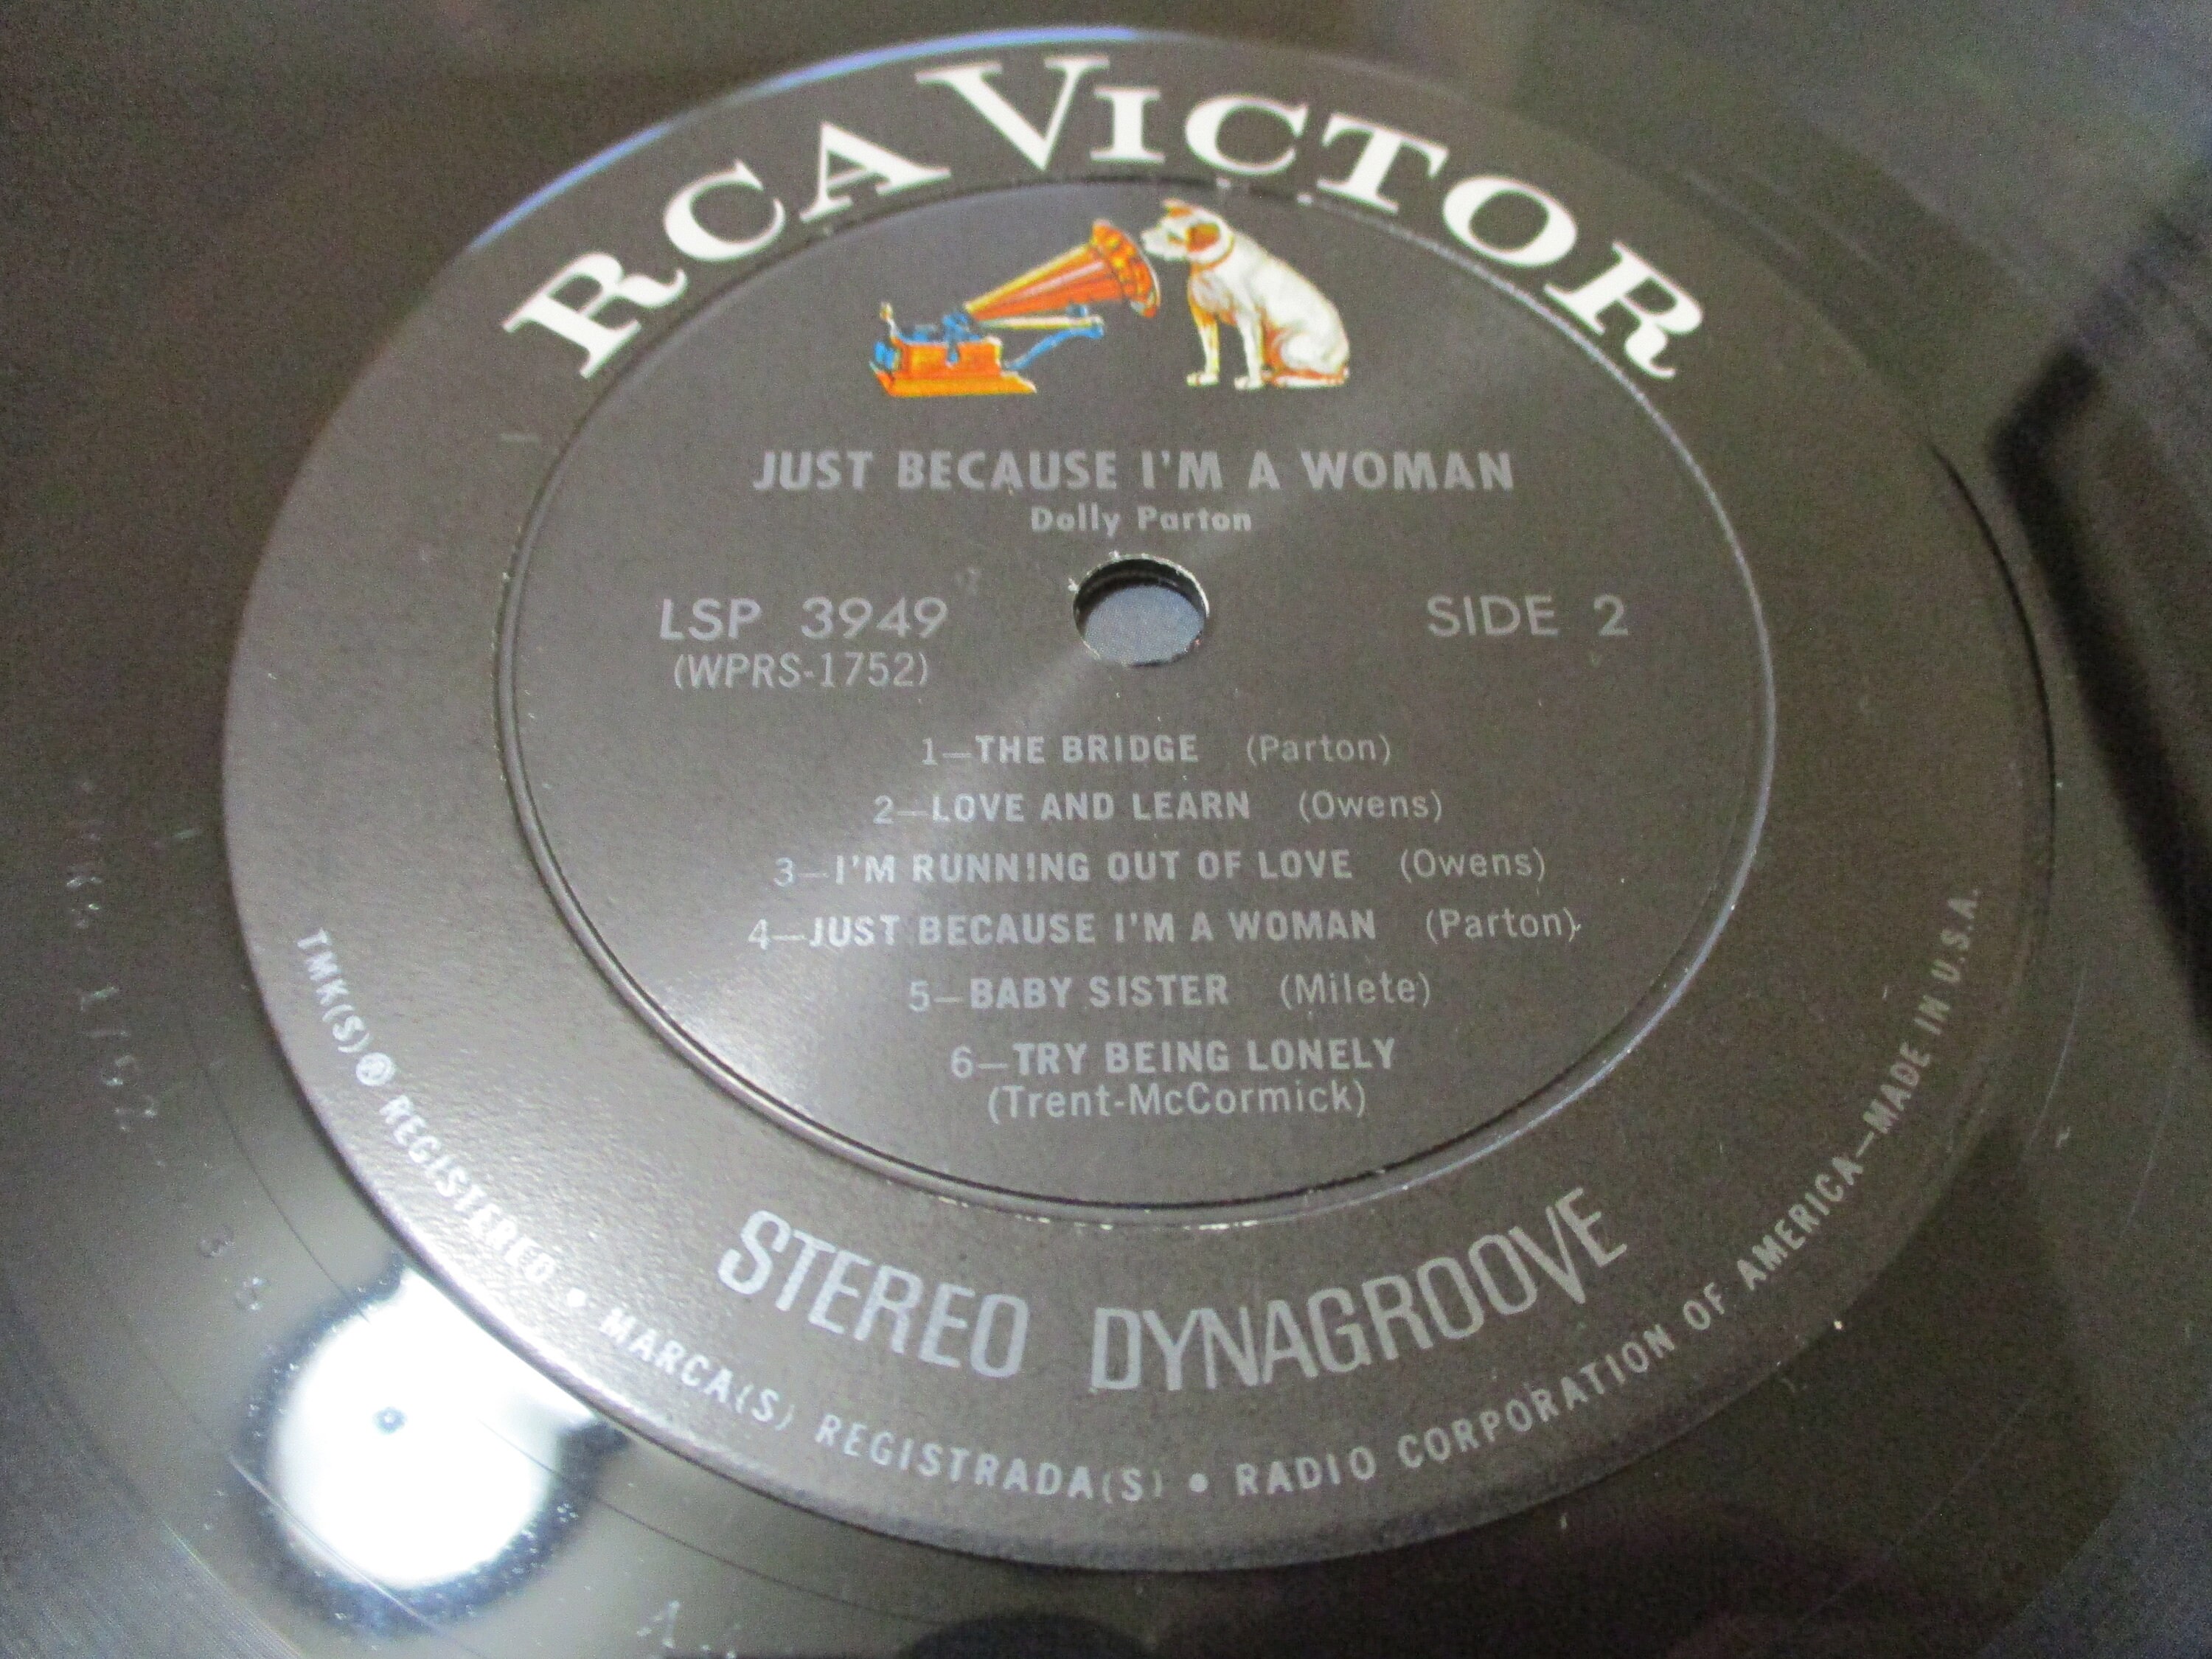 RCA VICTOR
JUST BECAUSE I'M A WOMAN
Dolly Parton
LSP 3949
(WPRS-1752)
SIDE 2
1—THE BRIDGE (Parton)
2—LOVE AND LEARN (Owens)
3—I'M RUNNING OUT OF LOVE (Owens)
4—JUST BECAUSE I'M A WOMAN (Parton)
5—BABY SISTER (Milete)
6—TRY BEING LONELY
(Trent-McCormick)
STEREO DYNAGROOVE
TMK(S) ® REGISTERED • MARCA(S) REGISTRADA(S) • RADIO CORPORATION OF AMERICA—MADE IN U.S.A.